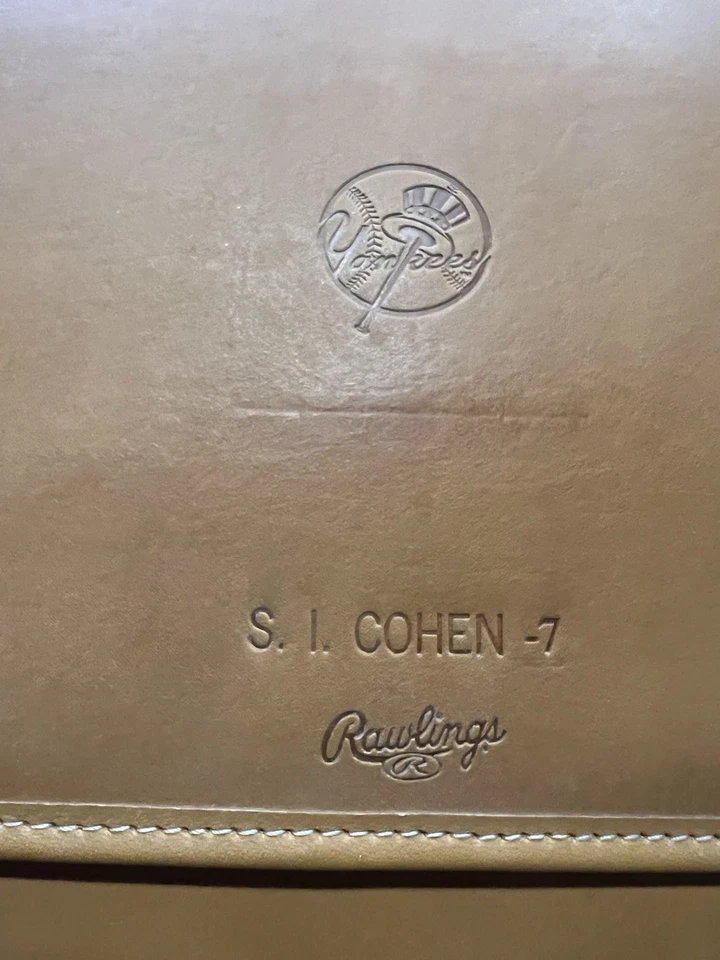 Yankees
S. I. COHEN -7
Rawlings
R